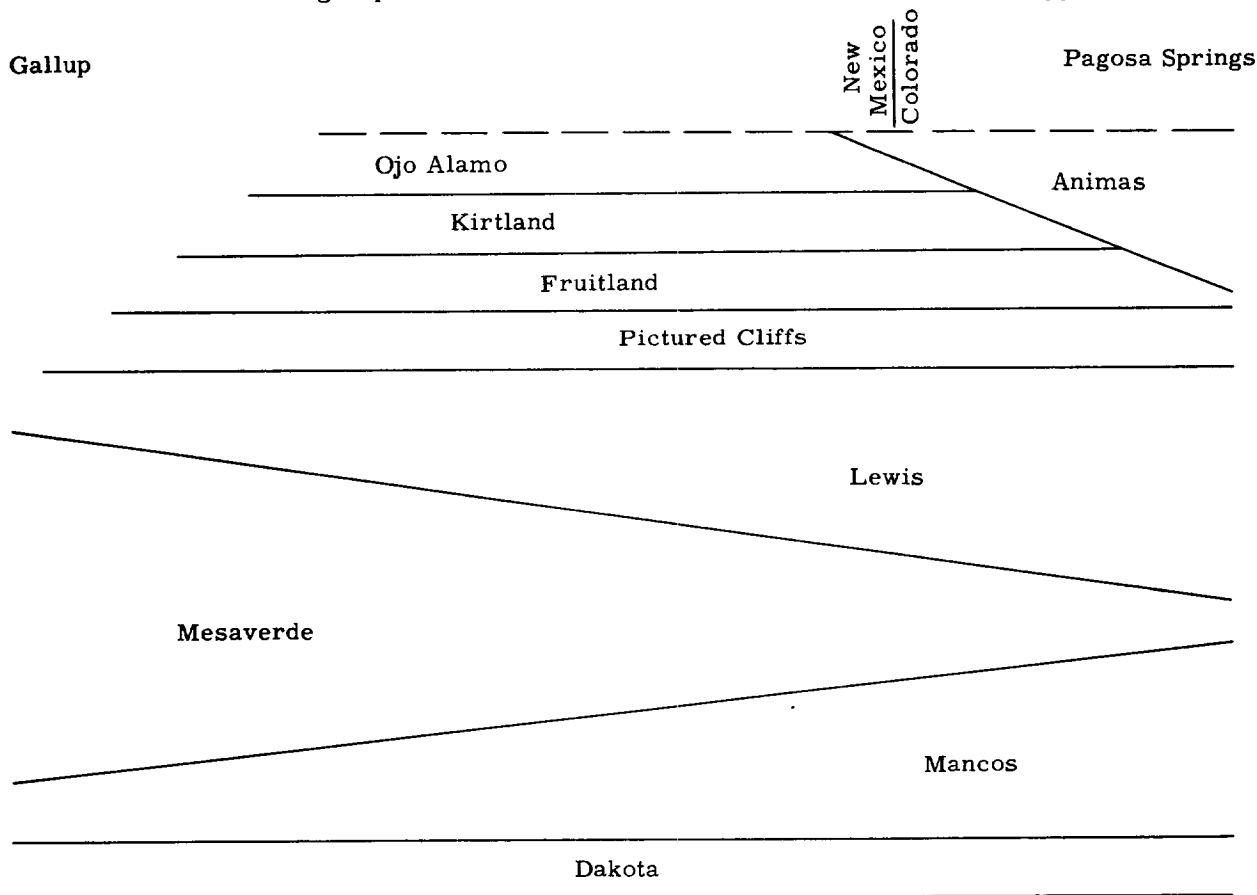 Gallup
New
Mexico
Colorado
Pagosa Springs
Ojo Alamo
Animas
Kirtland
Fruitland
Pictured Cliffs
Lewis
Mesaverde
Mancos
Dakota